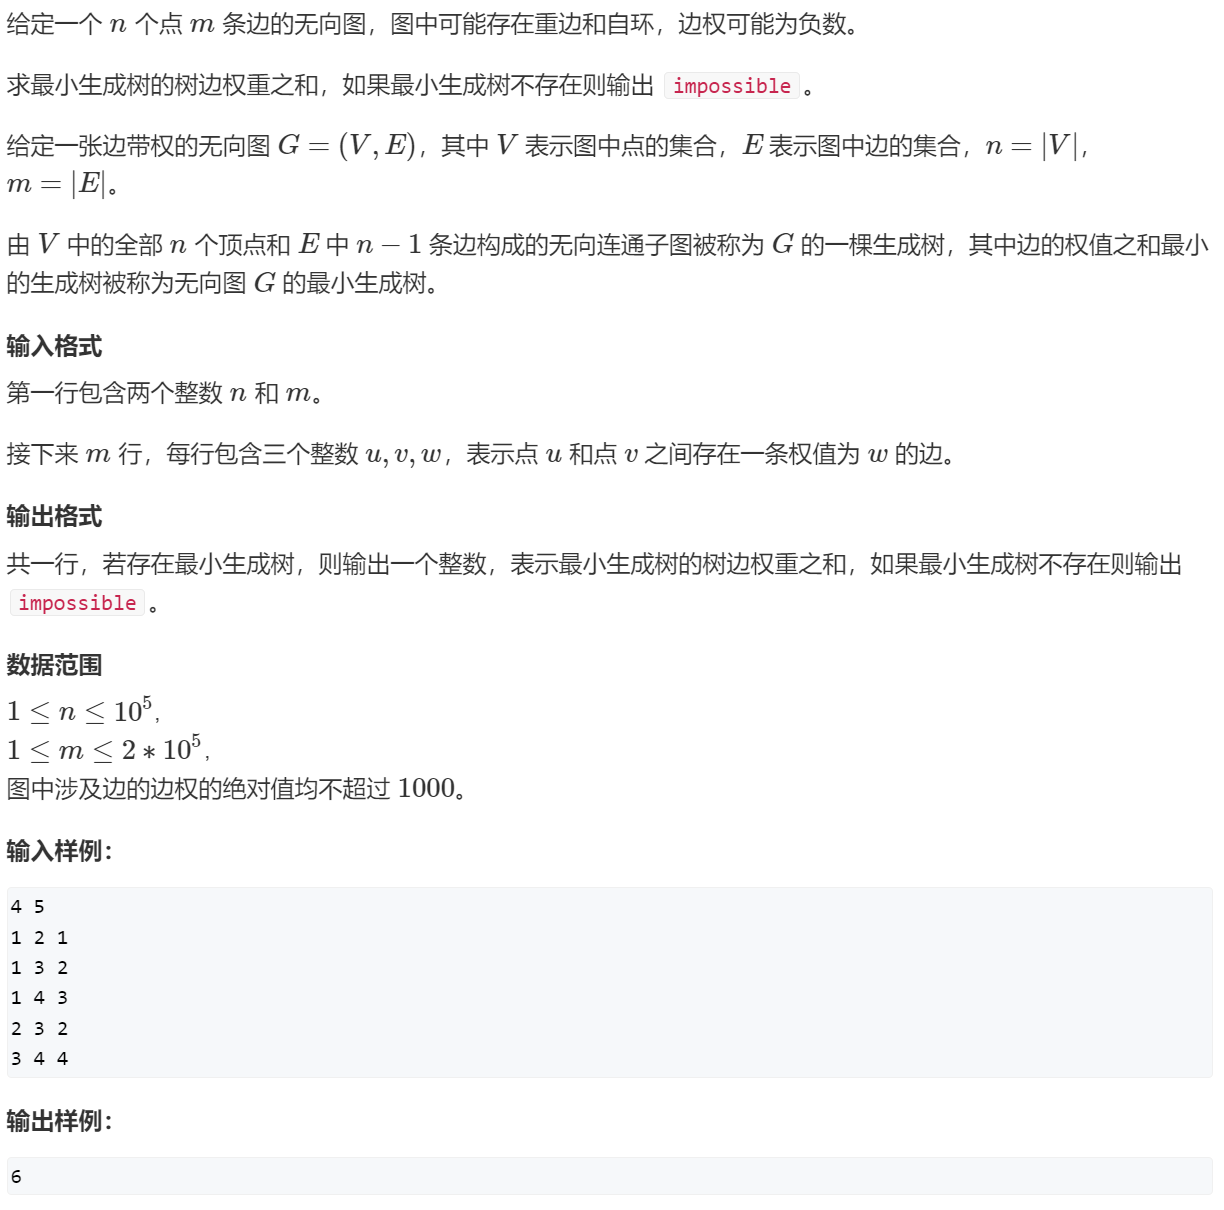 给定一个 n 个点 m 条边的无向图，图中可能存在重边和自环，边权可能为负数。
求最小生成树的树边权重之和，如果最小生成树不存在则输出 impossible 。
给定一张边带权的无向图 G = (V, E)，其中 V 表示图中点的集合，E 表示图中边的集合，n = |V|，
m = |E|。
由 V 中的全部 n 个顶点和 E 中 n − 1 条边构成的无向连通子图被称为 G 的一棵生成树，其中边的权值之和最小
的生成树被称为无向图 G 的最小生成树。
输入格式
第一行包含两个整数 n 和 m。
接下来 m 行，每行包含三个整数 u, v, w，表示点 u 和点 v 之间存在一条权值为 w 的边。
输出格式
共一行，若存在最小生成树，则输出一个整数，表示最小生成树的树边权重之和，如果最小生成树不存在则输出
impossible 。
数据范围
1 ≤ n ≤ 10^5,
1 ≤ m ≤ 2 * 10^5,
图中涉及边的边权的绝对值均不超过 1000。
输入样例：
4 5
1 2 1
1 3 2
1 4 3
2 3 2
3 4 4
输出样例：
6